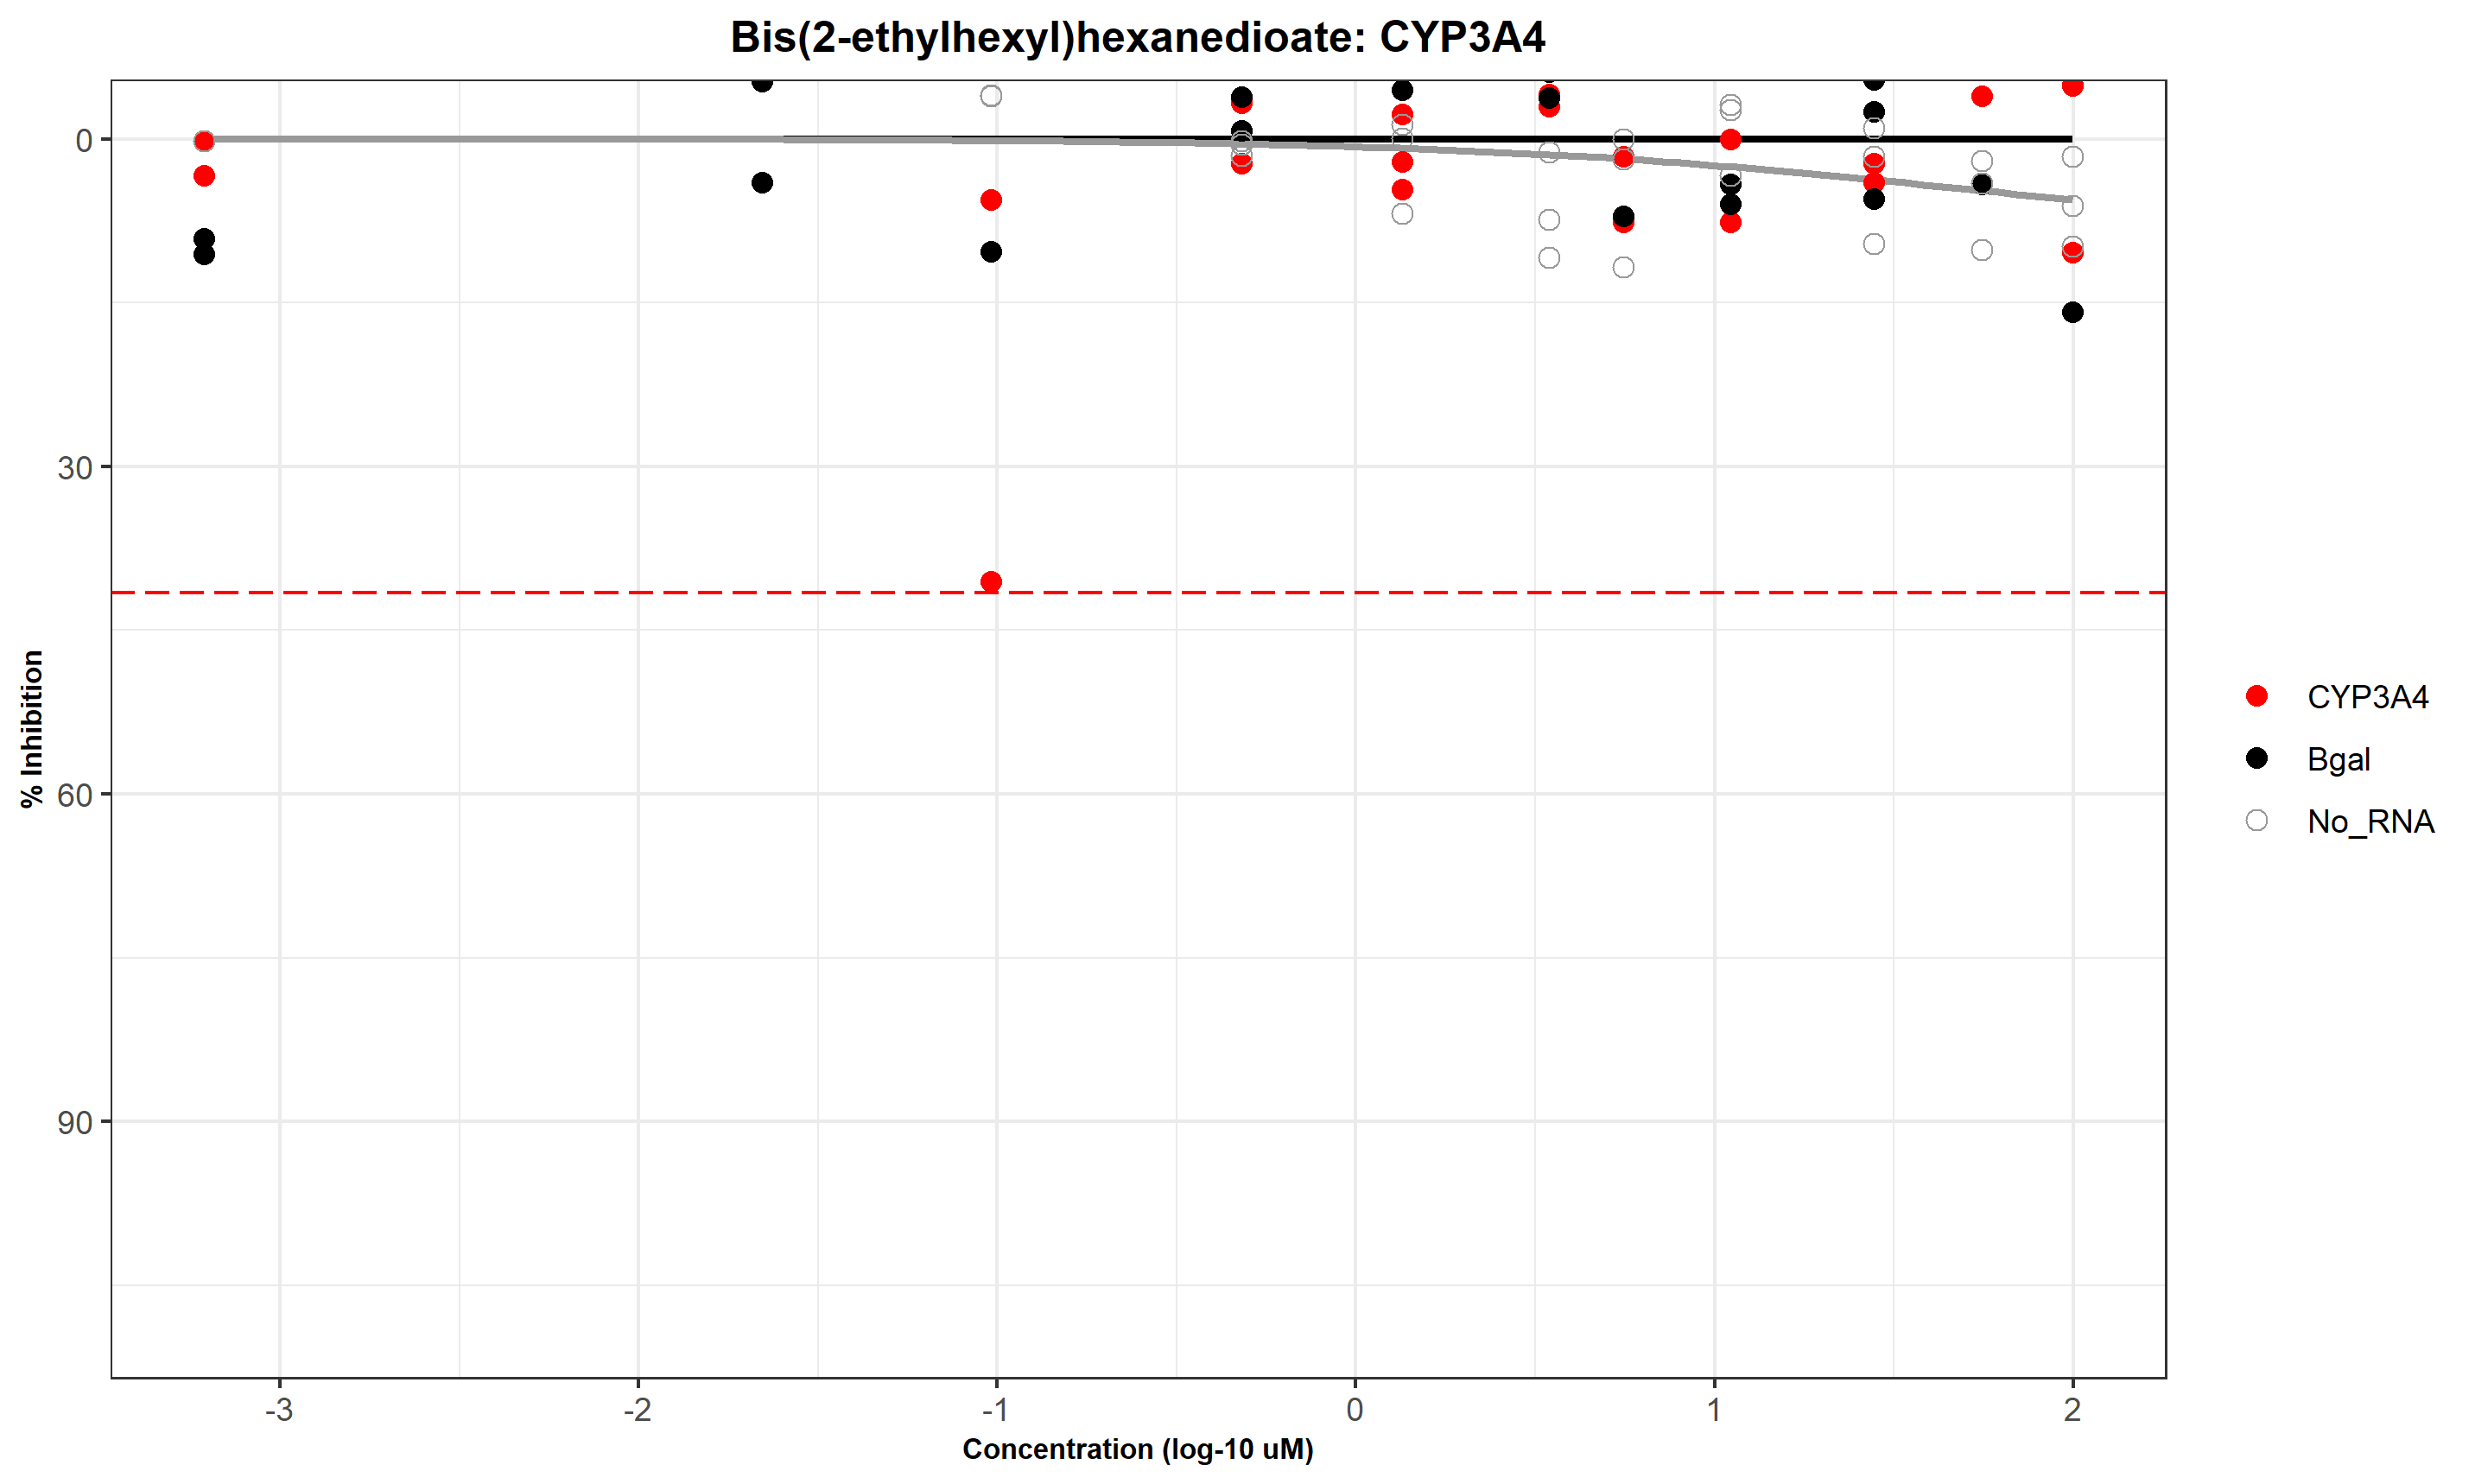 Bis(2-ethylhexyl)hexanedioate: CYP3A4
0
30
60
90
% Inhibition
-3
-2
-1
0
1
2
Concentration (log-10 uM)
CYP3A4
Bgal
No_RNA